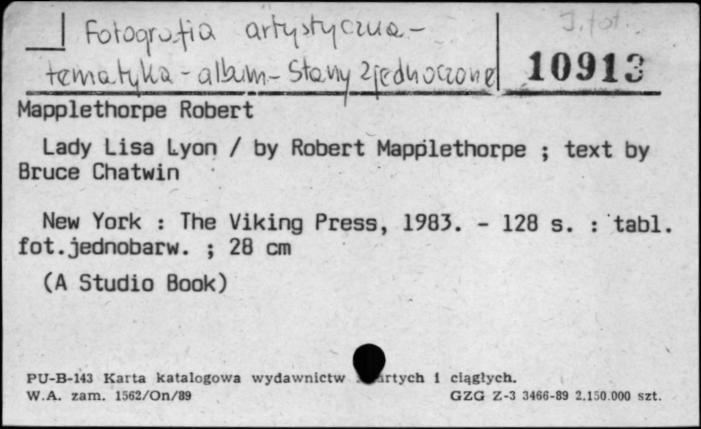 J. fot.
Fotografia artystyczna -
tematyka - album - Stany Zjednoczone
10913
Mapplethorpe Robert
Lady Lisa Lyon / by Robert Mapplethorpe ; text by
Bruce Chatwin
New York : The Viking Press, 1983. - 128 s. : tabl.
fot.jednobarw. ; 28 cm
(A Studio Book)
PU-B-143 Karta katalogowa wydawnictw i ciągłych.
W.A. zam. 1562/On/89 GZG Z-3 3466-89 2.150.000 szt.